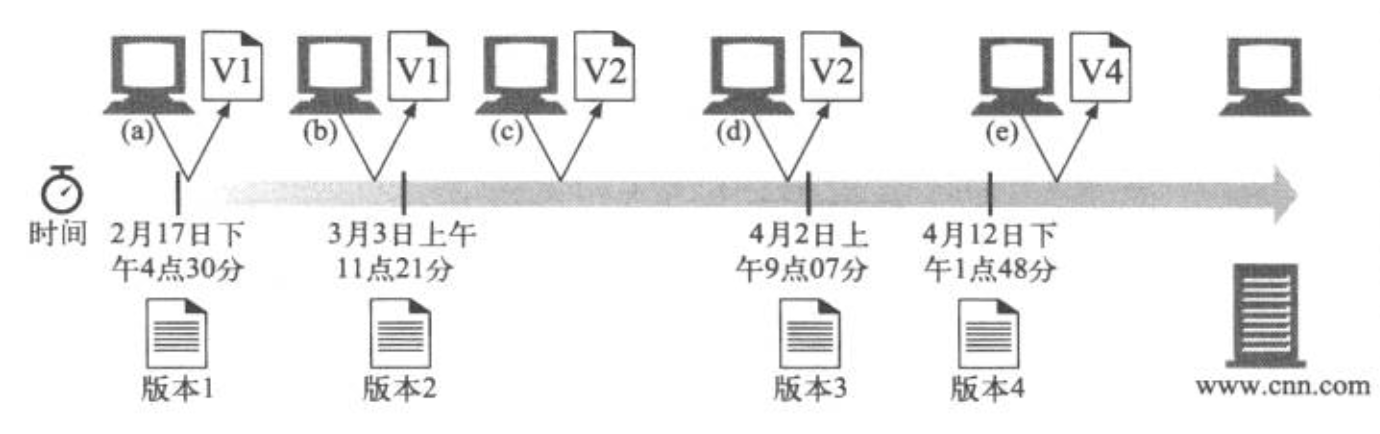 V1 V1 V2 V2 V4
(a) (b) (c) (d) (e)
时间
2月17日下
午4点30分
3月3日上午
11点21分
4月2日上
午9点07分
4月12日下
午1点48分
版本1
版本2
版本3
版本4
www.cnn.com